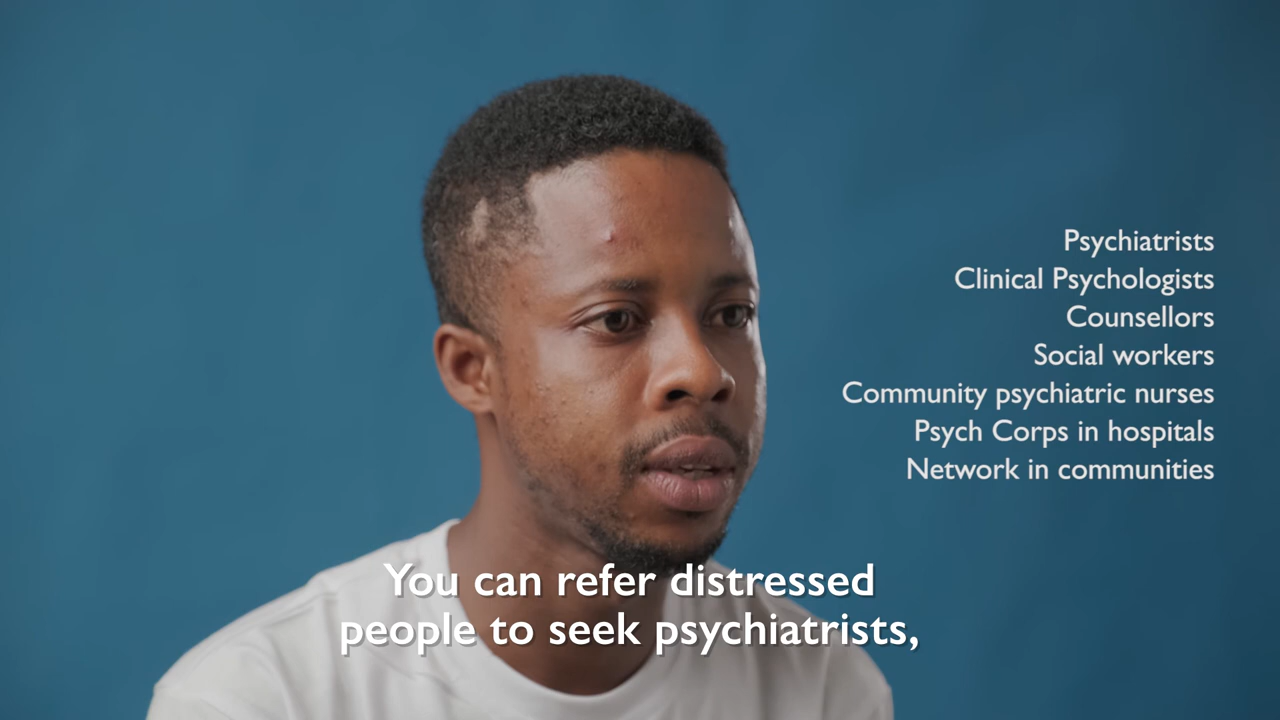 Psychiatrists
Clinical Psychologists
Counsellors
Social workers
Community psychiatric nurses
Psych Corps in hospitals
Network in communities
You can refer distressed
people to seek psychiatrists,